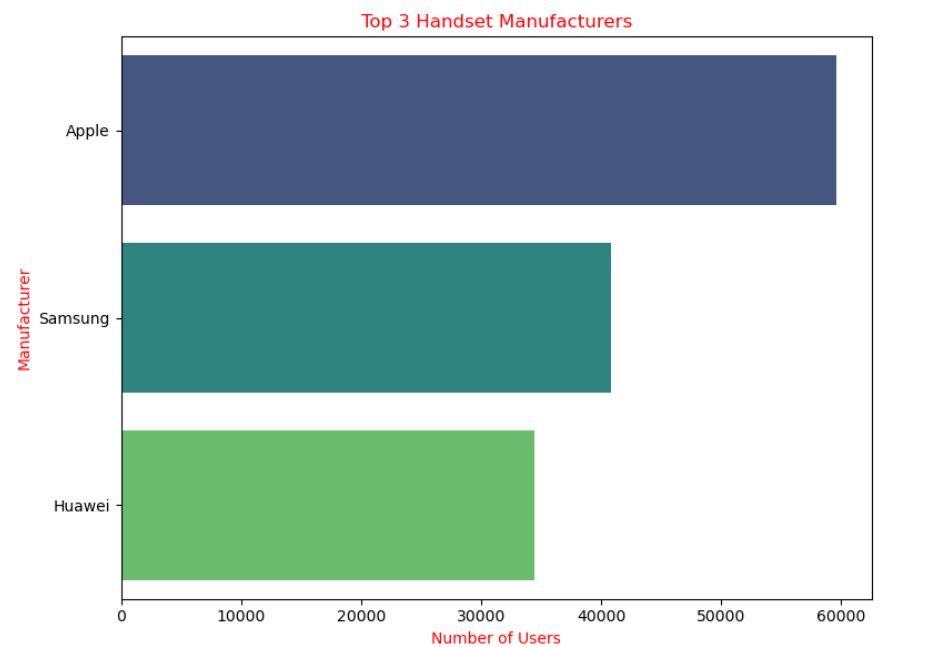 Top 3 Handset Manufacturers
Manufacturer
Apple
Samsung
Huawei
0 10000 20000 30000 40000 50000 60000
Number of Users